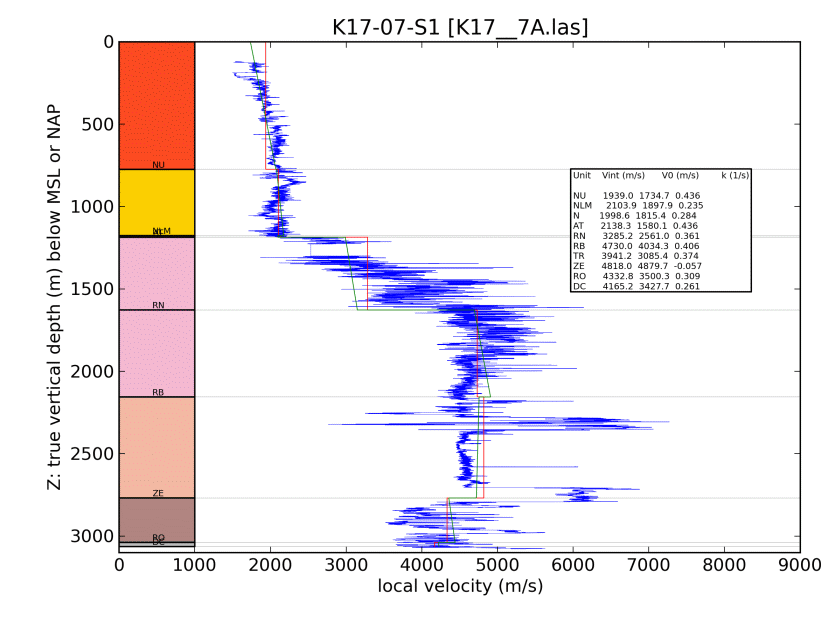 K17-07-S1 [K17__7A.las]
Z: true vertical depth (m) below MSL or NAP
0
500
1000
1500
2000
2500
3000
NU
NLM
RN
RB
ZE
RO
DC
Unit Vint (m/s) V0 (m/s) k (1/s)
NU 1939.0 1734.7 0.436
NLM 2103.9 1897.9 0.235
N 1998.6 1815.4 0.284
AT 2138.3 1580.1 0.436
RN 3285.2 2561.0 0.361
RB 4730.0 4034.3 0.406
TR 3941.2 3085.4 0.374
ZE 4818.0 4879.7 -0.057
RO 4332.8 3500.3 0.309
DC 4165.2 3427.7 0.261
0 1000 2000 3000 4000 5000 6000 7000 8000 9000
local velocity (m/s)